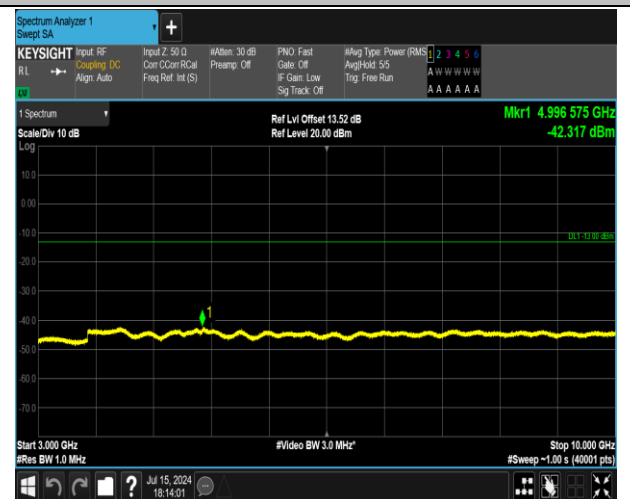 Spectrum Analyzer 1
Swept SA
+
KEYSIGHT
RL
LXI
Input: RF
Coupling: DC
Align: Auto
Input Z: 50 Ω
Corr CCorr RCal
Freq Ref: Int (S)
#Atten: 30 dB
Preamp: Off
PNO: Fast
Gate: Off
IF Gain: Low
Sig Track: Off
#Avg Type: Power (RMS
Avg|Hold: 5/5
Trig: Free Run
1 2 3 4 5 6
A W W W W W
A A A A A A
1 Spectrum
Scale/Div 10 dB
Ref Lvl Offset 13.52 dB
Ref Level 20.00 dBm
Mkr1 4.996 575 GHz
-42.317 dBm
Log
10.0
0.00
-10.0
DL1 -13.00 dBm
-20.0
-30.0
1
-40.0
-50.0
-60.0
-70.0
Start 3.000 GHz
#Video BW 3.0 MHz*
Stop 10.000 GHz
#Res BW 1.0 MHz
#Sweep ~1.00 s (40001 pts)
?
Jul 15, 2024
18:14:01